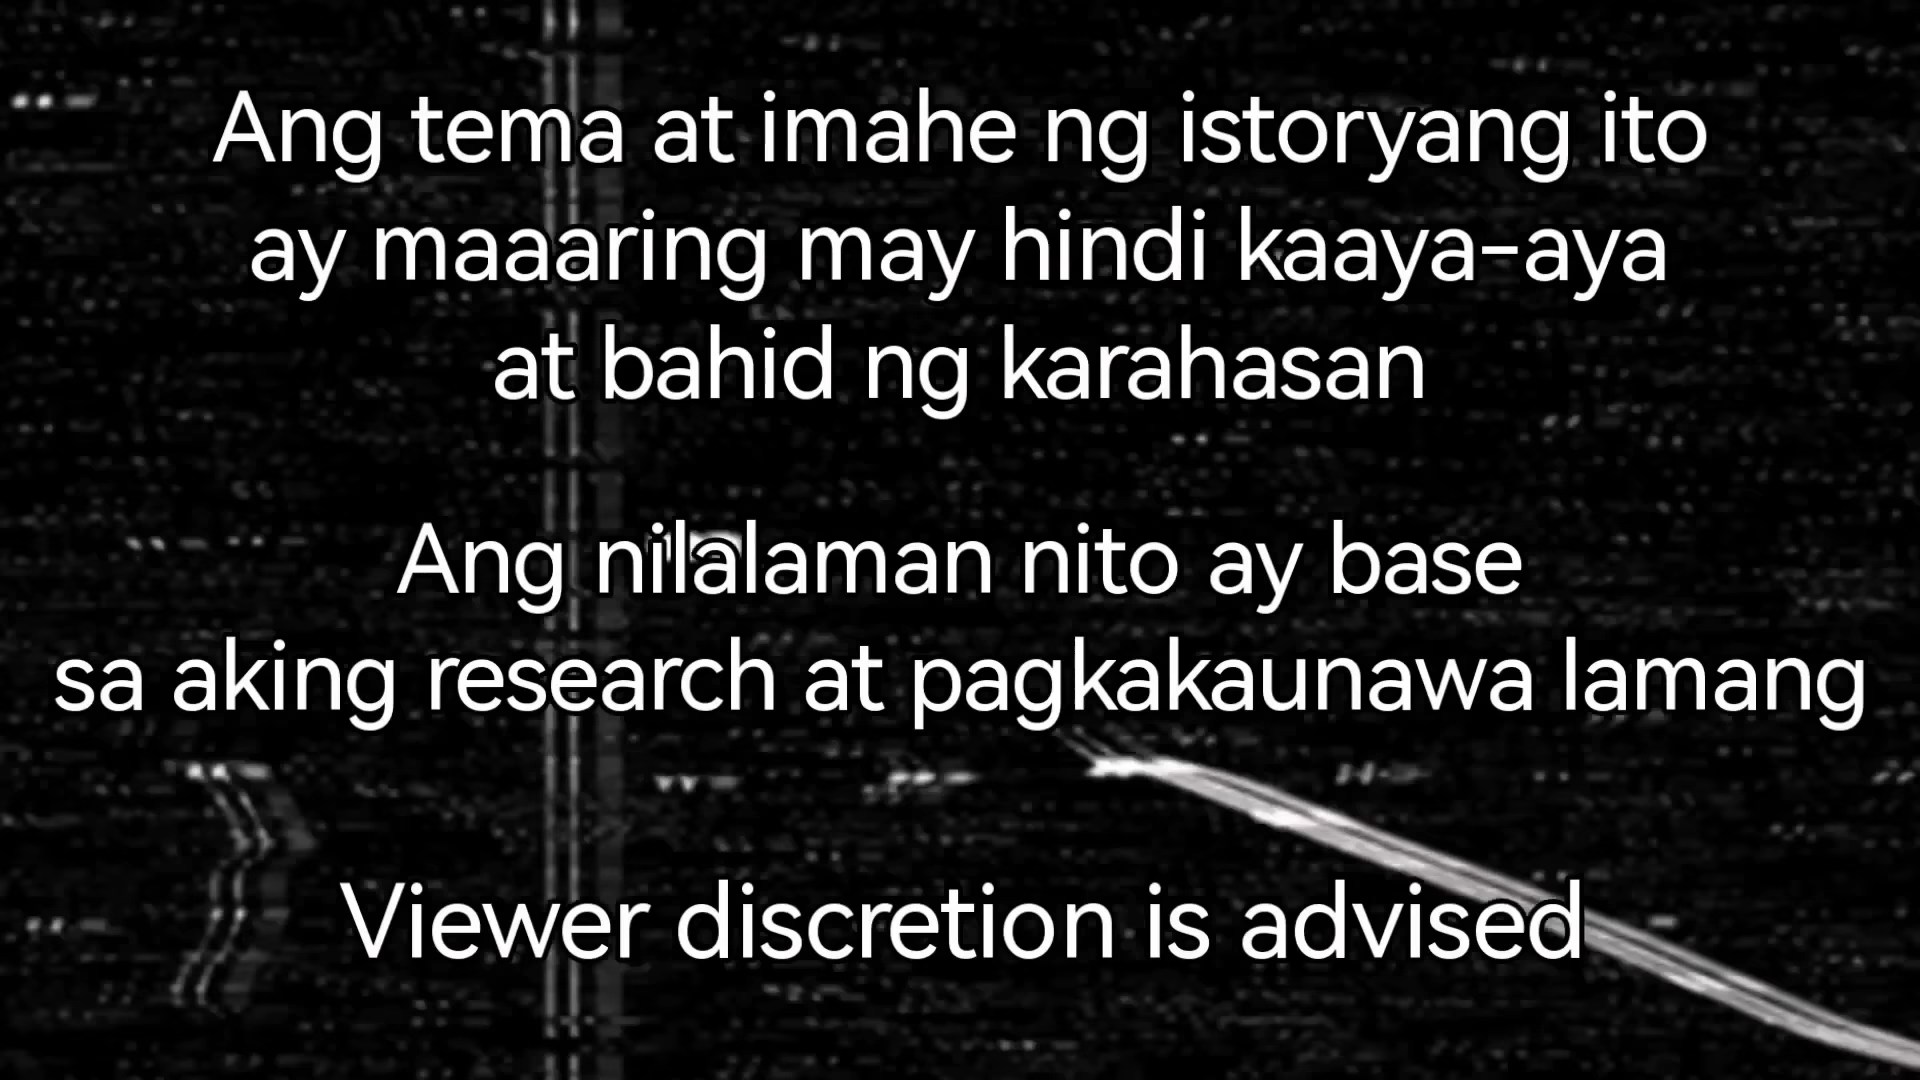 Ang tema at imahe ng istoryang ito
ay maaaring may hindi kaaya-aya
at bahid ng karahasan
Ang nilalaman nito ay base
sa aking research at pagkakaunawa lamang
Viewer discretion is advised